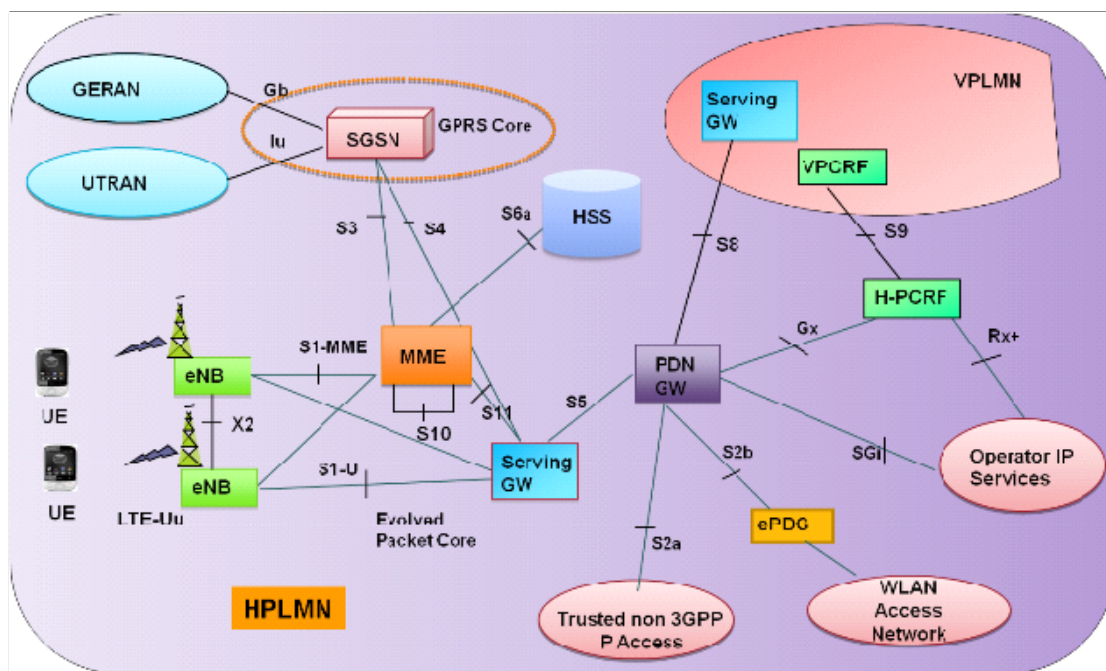 GERAN
Gb
SGSN
GPRS Core
Iu
UTRAN
Serving
GW
VPLMN
VPCRF
S3
S4
S6a
HSS
S8
S9
H-PCRF
S1-MME
MME
Gx
Rx+
eNB
PDN
GW
UE
X2
S10
S11
S5
S1-U
Serving
GW
S2b
SGi
Operator IP
Services
eNB
UE
LTE-Uu
Evolved
Packet Core
S2a
ePDG
HPLMN
Trusted non 3GPP
P Access
WLAN
Access
Network